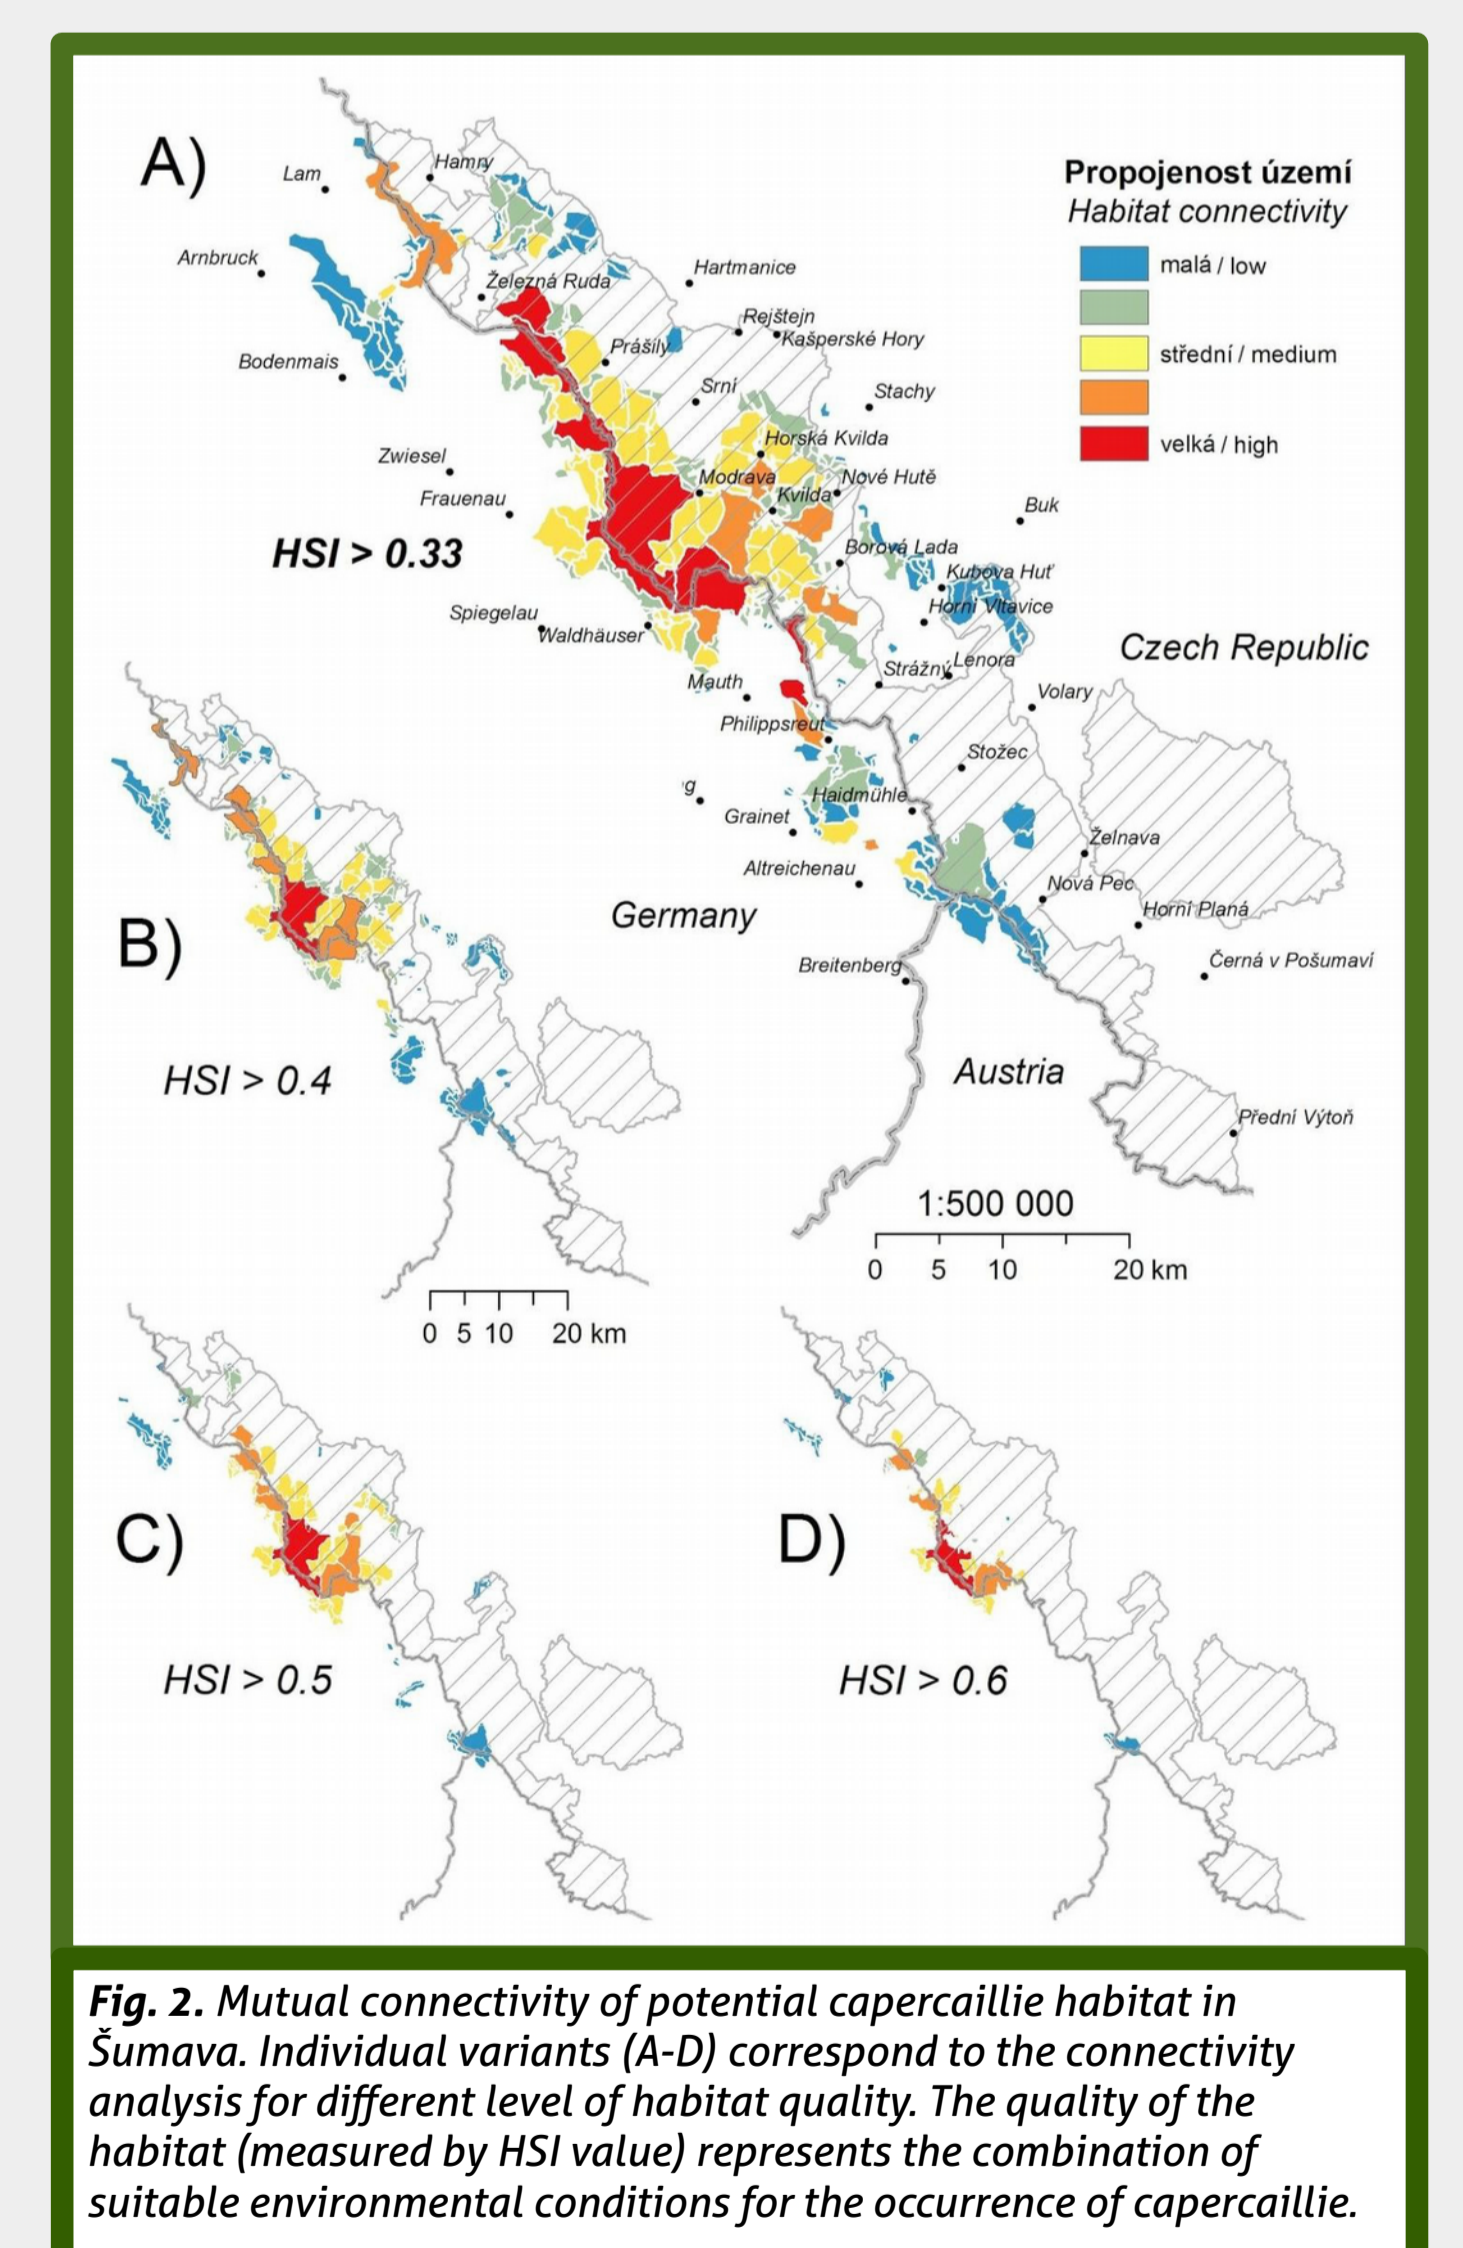 A)
Lam
Hamry
Arnbruck
Železná Ruda
Hartmanice
Bodenmais
Prášily
Rejštejn
Kašperské Hory
Srní
Stachy
Zwiesel
Horská Kvilda
Frauenau
Modrava
Kvilda
Nové Hutě
Buk
HSI > 0.33
Borová Lada
Kubova Huť
Horní Vltavice
Spiegelau
Waldhäuser
Strážný
Lenora
Czech Republic
Mauth
Volary
Philippsreut
Stožec
g
Haidmühle
Grainet
Želnava
Altreichenau
Nová Pec
Horní Planá
Germany
Breitenberg
Černá v Pošumaví
Austria
Přední Výtoň
1:500 000
0 5 10 20 km
Propojenost území
Habitat connectivity
malá / low
střední / medium
velká / high
B)
HSI > 0.4
0 5 10 20 km
C)
HSI > 0.5
D)
HSI > 0.6
Fig. 2. Mutual connectivity of potential capercaillie habitat in
Šumava. Individual variants (A-D) correspond to the connectivity
analysis for different level of habitat quality. The quality of the
habitat (measured by HSI value) represents the combination of
suitable environmental conditions for the occurrence of capercaillie.